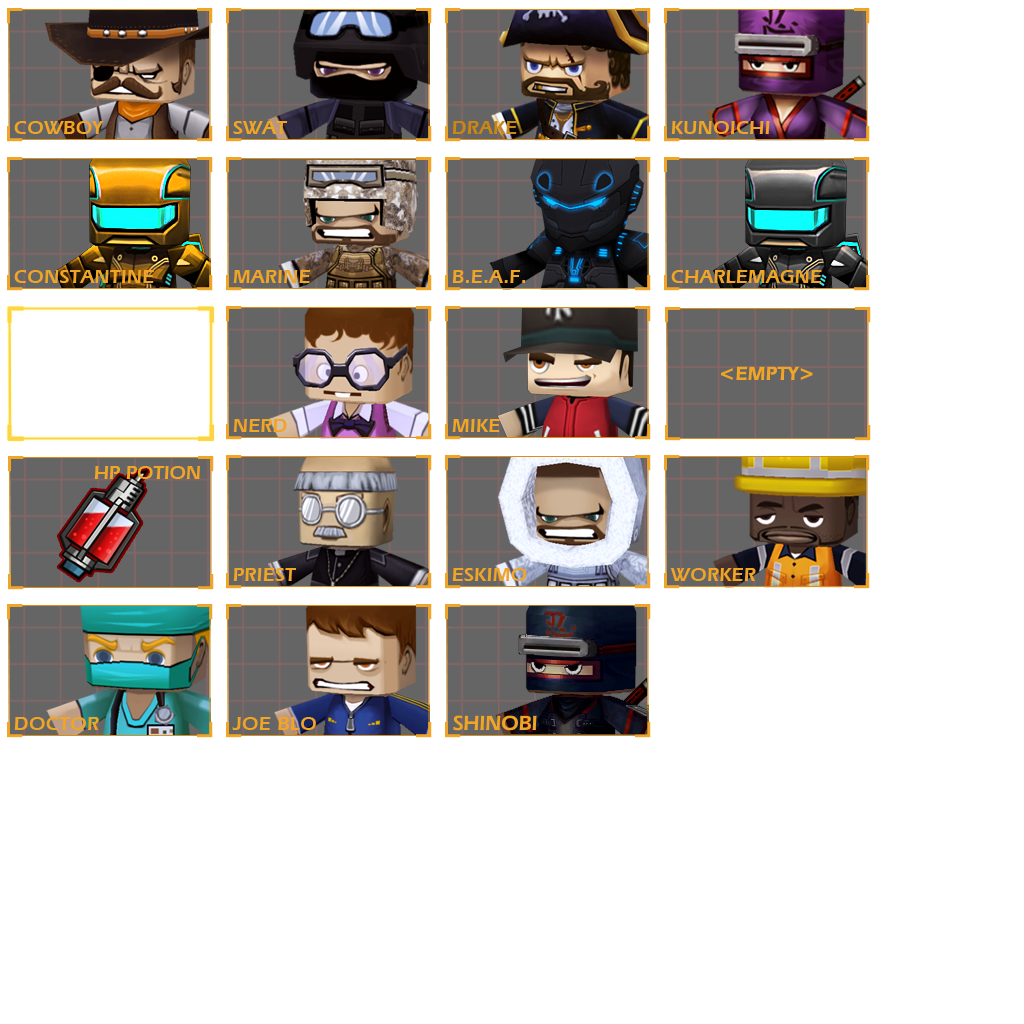 COWBOY
SWAT
DRAKE
KUNOICHI
CONSTANTINE
MARINE
B.E.A.F.
CHARLEMAGNE
NERD
MIKE
<EMPTY>
HP POTION
PRIEST
ESKIMO
WORKER
DOCTOR
JOE BLO
SHINOBI